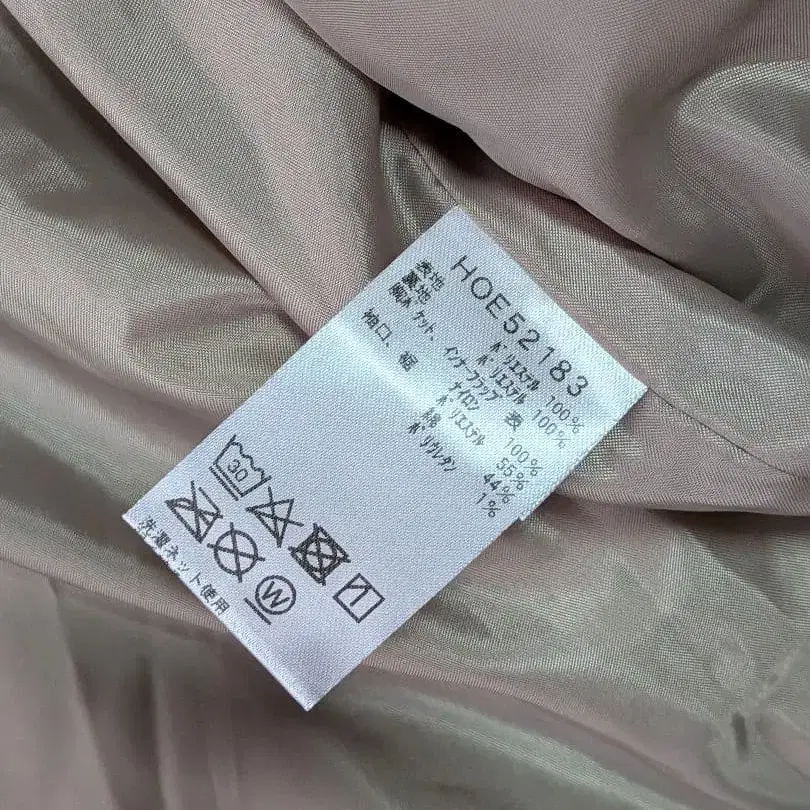 HOE52183
表地 ポリエステル 100%
裏地 ポリエステル 100%
ケット、インナーフラップ 表
ナイロン 100%
袖口、裾 ポリエステル 55%
綿 44%
ポリウレタン 1%
30
W
洗濯ネット使用